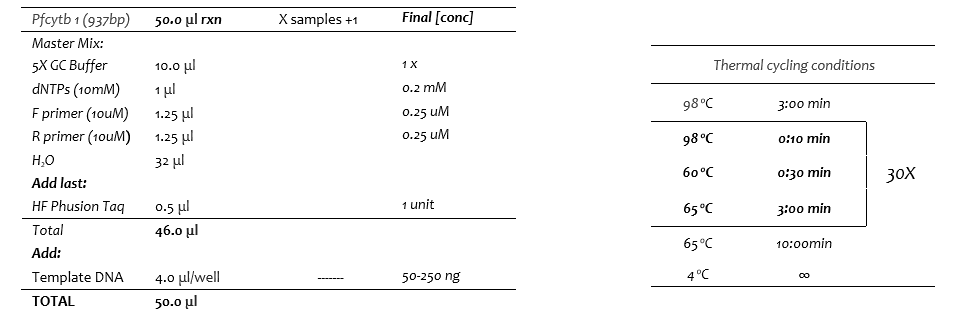 Pfcytb 1 (937bp) 50.0 µl rxn X samples +1 Final [conc]
Master Mix:
5X GC Buffer 10.0 µl 1 x
dNTPs (10mM) 1 µl 0.2 mM
F primer (10uM) 1.25 µl 0.25 uM
R primer (10uM) 1.25 µl 0.25 uM
H₂O 32 µl
Add last:
HF Phusion Taq 0.5 µl 1 unit
Total 46.0 µl
Add:
Template DNA 4.0 µl/well ------- 50-250 ng
TOTAL 50.0 µl
Thermal cycling conditions
98°C 3:00 min
98°C 0:10 min
60°C 0:30 min
30X
65°C 3:00 min
65°C 10:00min
4°C ∞